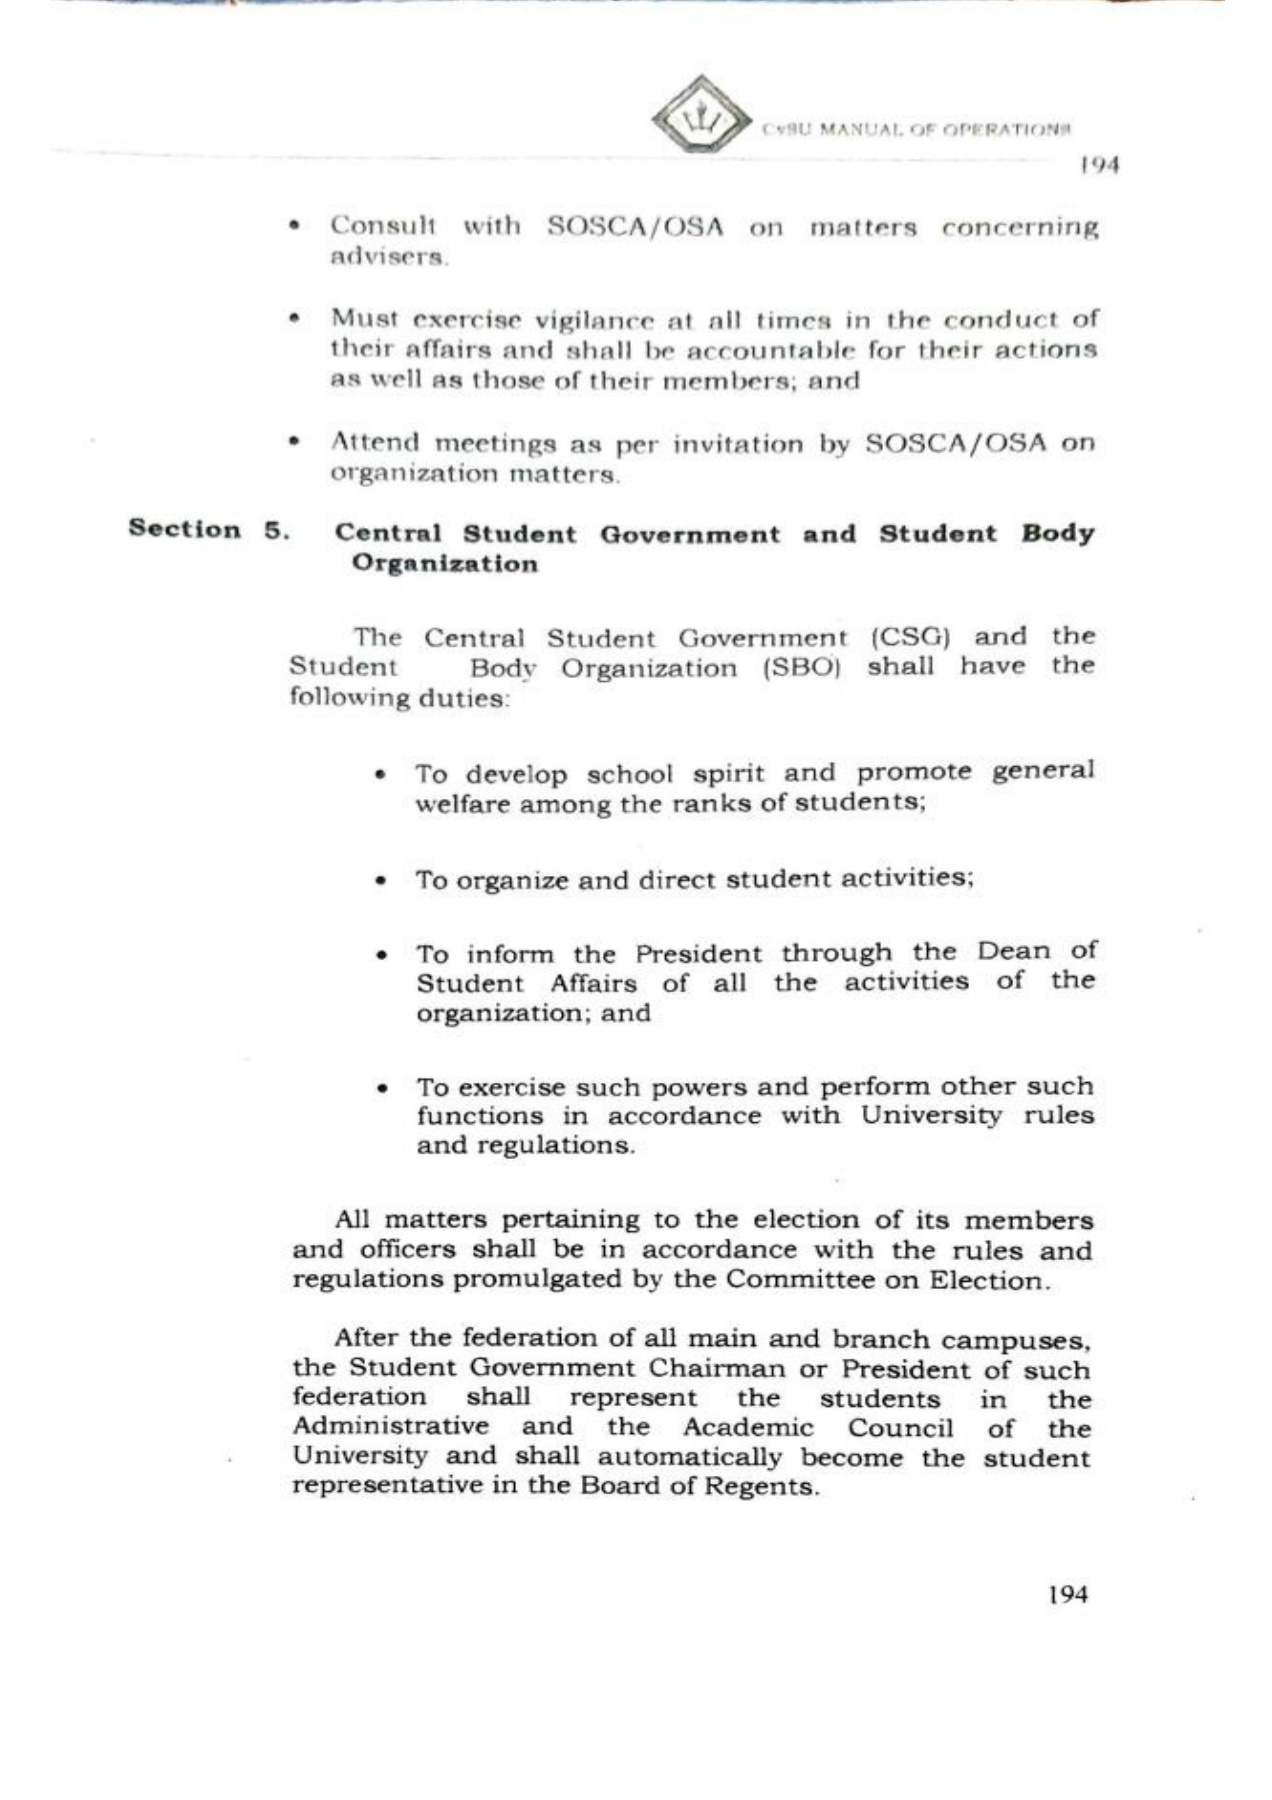 CvSU MANUAL OF OPERATIONS
194
• Consult with SOSCA/OSA on matters concerning
advisers.
• Must exercise vigilance at all times in the conduct of
their affairs and shall be accountable for their actions
as well as those of their members; and
• Attend meetings as per invitation by SOSCA/OSA on
organization matters.
Section 5. Central Student Government and Student Body
Organization
The Central Student Government (CSG) and the
Student Body Organization (SBO) shall have the
following duties:
• To develop school spirit and promote general
welfare among the ranks of students;
• To organize and direct student activities;
• To inform the President through the Dean of
Student Affairs of all the activities of the
organization; and
• To exercise such powers and perform other such
functions in accordance with University rules
and regulations.
All matters pertaining to the election of its members
and officers shall be in accordance with the rules and
regulations promulgated by the Committee on Election.
After the federation of all main and branch campuses,
the Student Government Chairman or President of such
federation shall represent the students in the
Administrative and the Academic Council of the
University and shall automatically become the student
representative in the Board of Regents.
194